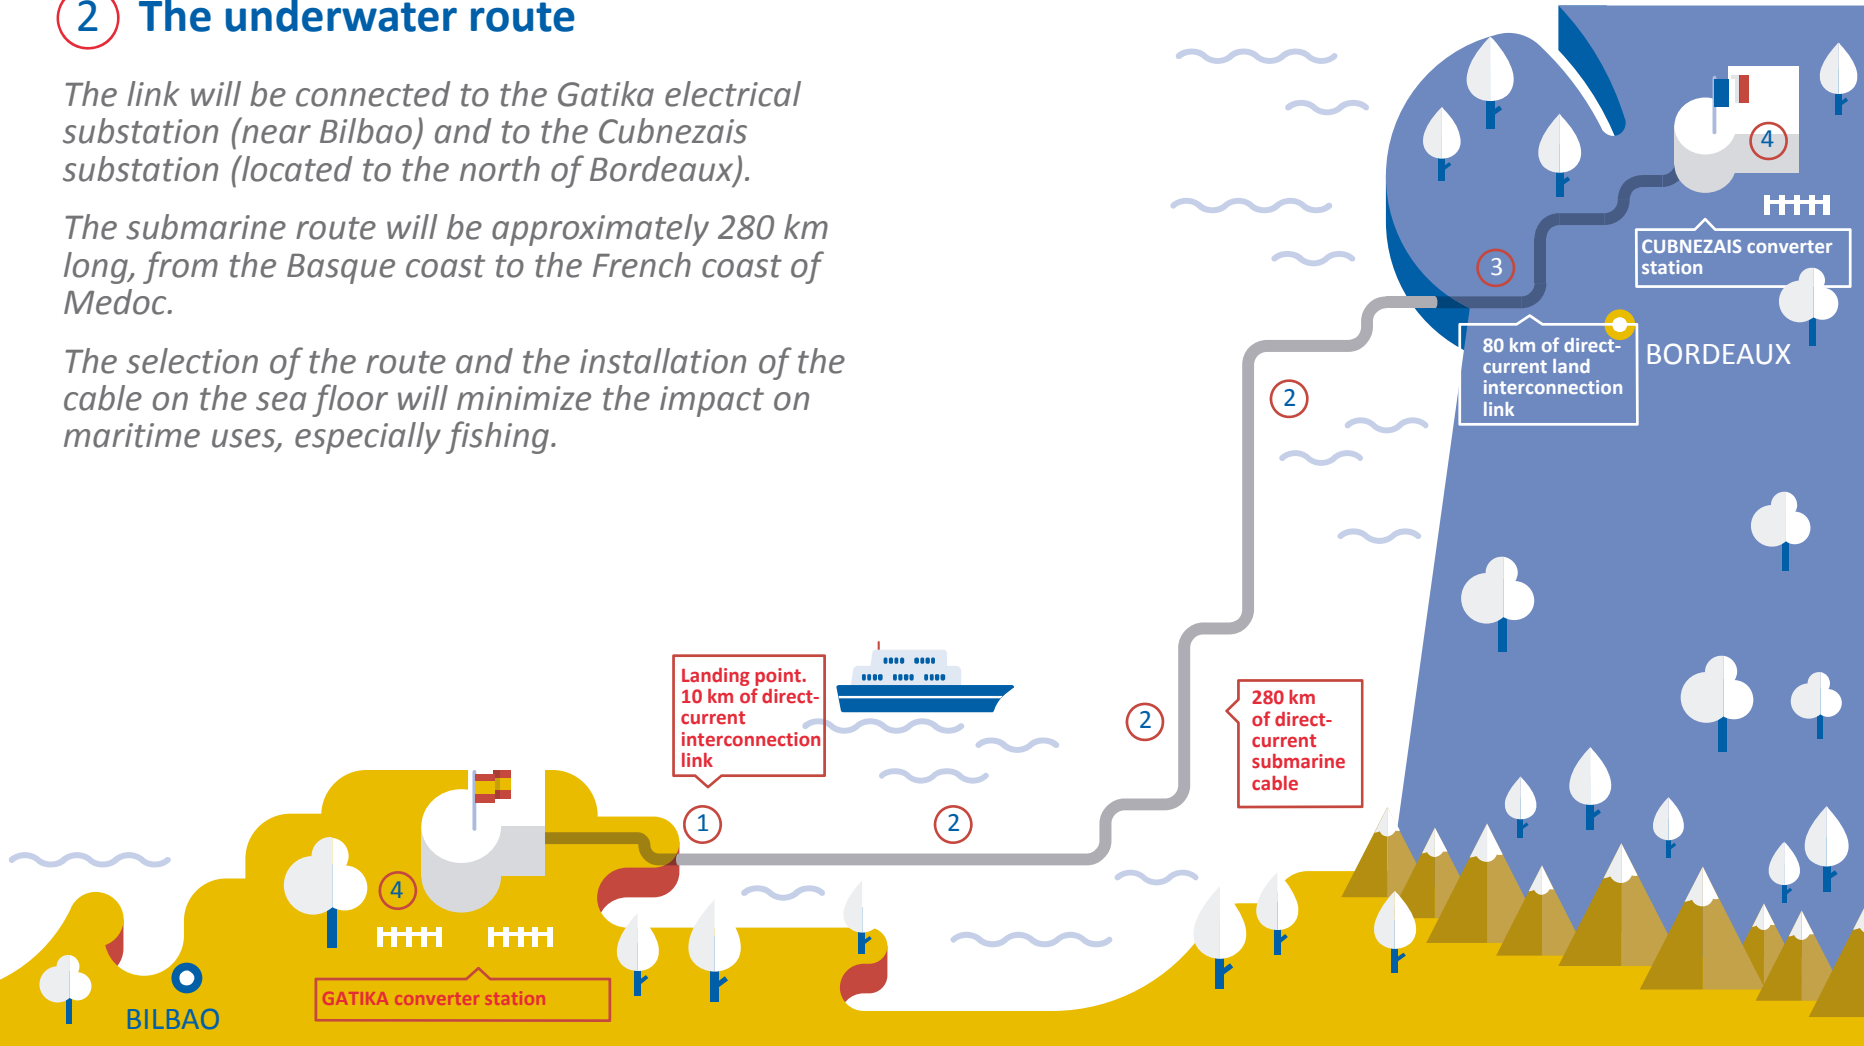 2 The underwater route
The link will be connected to the Gatika electrical
substation (near Bilbao) and to the Cubnezais
substation (located to the north of Bordeaux).
The submarine route will be approximately 280 km
long, from the Basque coast to the French coast of
Medoc.
The selection of the route and the installation of the
cable on the sea floor will minimize the impact on
maritime uses, especially fishing.
4
CUBNEZAIS converter
station
3
80 km of direct-
current land
interconnection
link
BORDEAUX
2
Landing point.
10 km of direct-
current
interconnection
link
2
280 km
of direct-
current
submarine
cable
1
2
4
GATIKA converter station
BILBAO